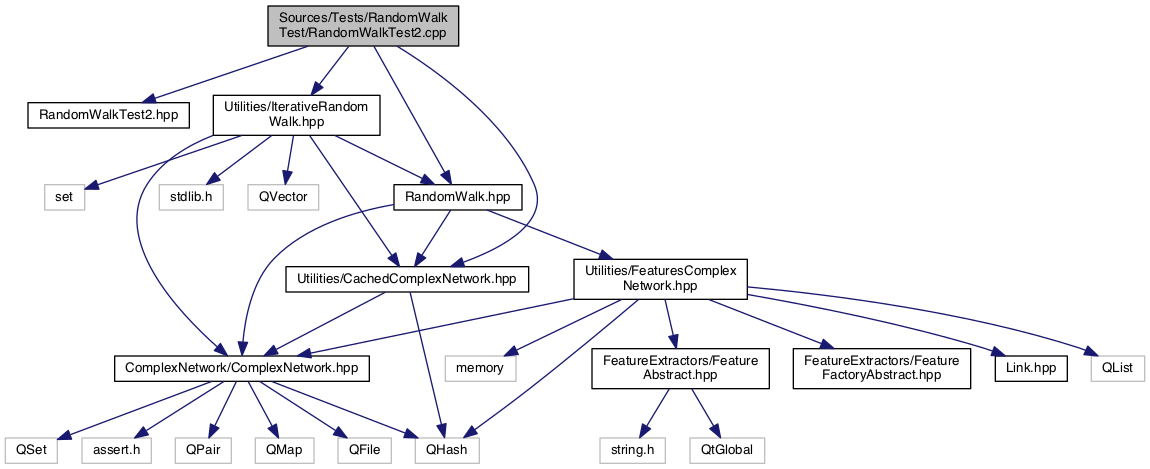 Sources/Tests/RandomWalk
Test/RandomWalkTest2.cpp
RandomWalkTest2.hpp
Utilities/IterativeRandom
Walk.hpp
set
stdlib.h
QVector
RandomWalk.hpp
Utilities/CachedComplexNetwork.hpp
Utilities/FeaturesComplex
Network.hpp
ComplexNetwork/ComplexNetwork.hpp
memory
FeatureExtractors/Feature
Abstract.hpp
FeatureExtractors/Feature
FactoryAbstract.hpp
Link.hpp
QList
QSet
assert.h
QPair
QMap
QFile
QHash
string.h
QtGlobal